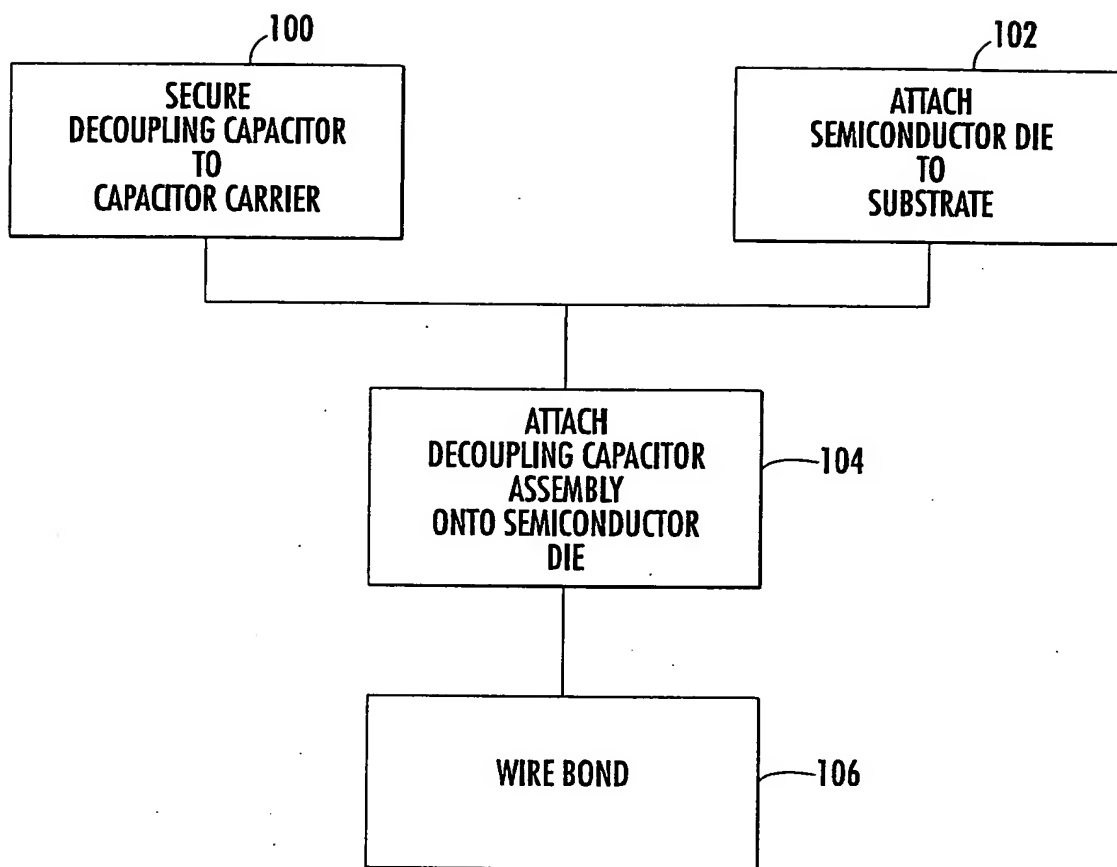 100
SECURE
DECOUPLING CAPACITOR
TO
CAPACITOR CARRIER
102
ATTACH
SEMICONDUCTOR DIE
TO
SUBSTRATE
ATTACH
DECOUPLING CAPACITOR
ASSEMBLY
ONTO SEMICONDUCTOR
DIE
104
WIRE BOND
106